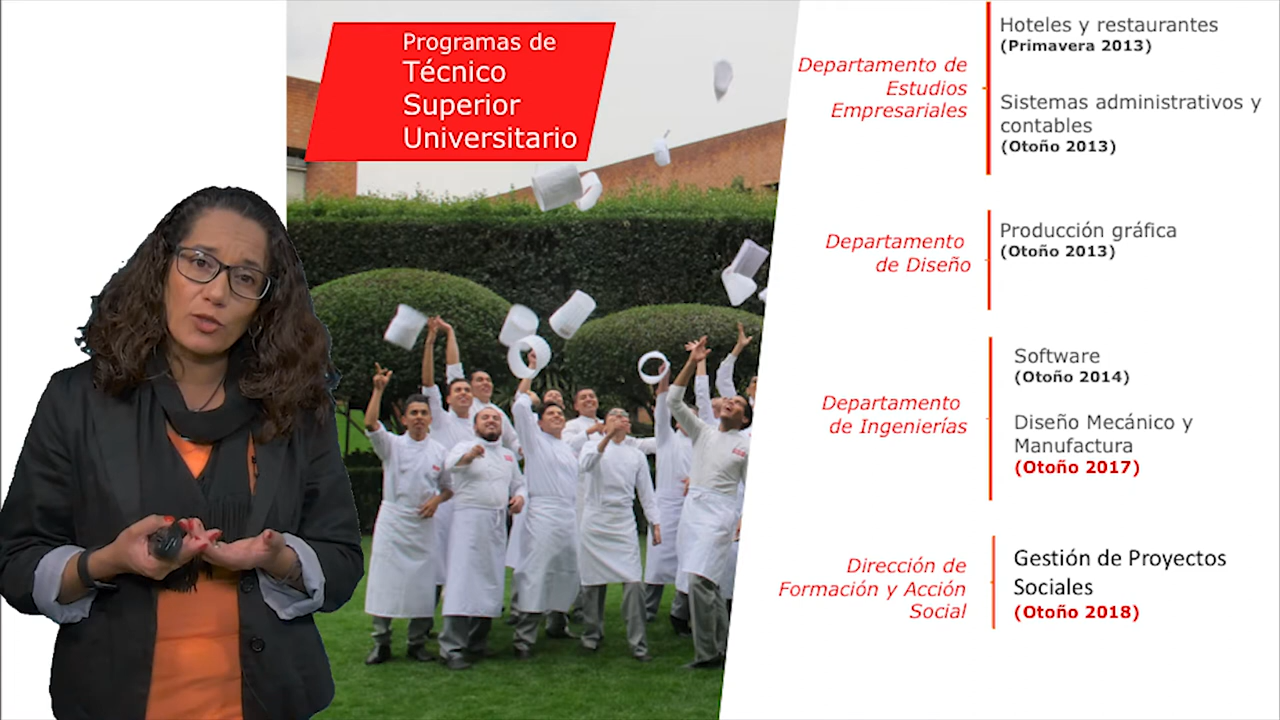 Programas de
Técnico
Superior
Universitario
Departamento de
Estudios
Empresariales
Hoteles y restaurantes
(Primavera 2013)
Sistemas administrativos y
contables
(Otoño 2013)
Departamento
de Diseño
Producción gráfica
(Otoño 2013)
Departamento
de Ingenierías
Software
(Otoño 2014)
Diseño Mecánico y
Manufactura
(Otoño 2017)
Dirección de
Formación y Acción
Social
Gestión de Proyectos
Sociales
(Otoño 2018)